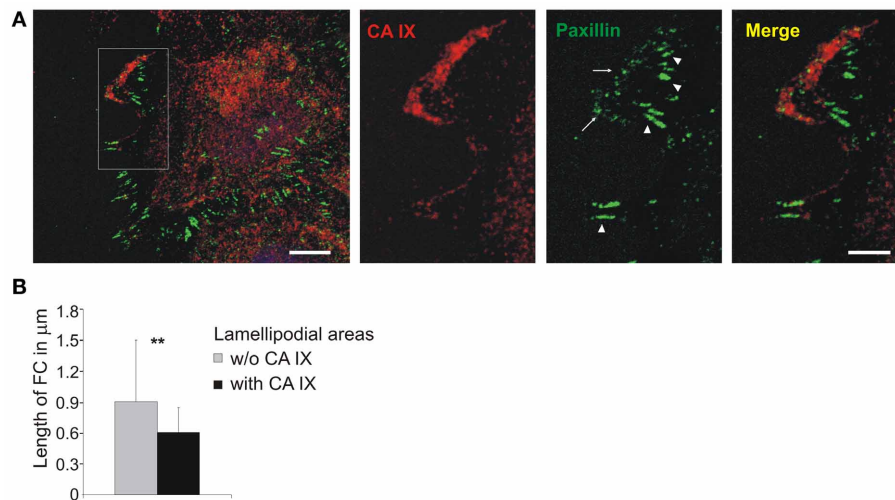 A
CA IX
Paxillin
Merge
B
Length of FC in μm
1.8
1.5
1.2
0.9
0.6
0.3
0
**
Lamellipodial areas
w/o CA IX
with CA IX